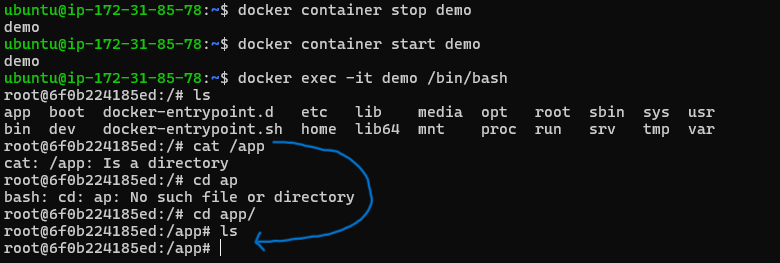 ubuntu@ip-172-31-85-78:~$ docker container stop demo
demo
ubuntu@ip-172-31-85-78:~$ docker container start demo
demo
ubuntu@ip-172-31-85-78:~$ docker exec -it demo /bin/bash
root@6f0b224185ed:/# ls
app  boot  docker-entrypoint.d   etc   lib    media  opt   root  sbin  sys  usr
bin  dev   docker-entrypoint.sh  home  lib64  mnt    proc  run   srv   tmp  var
root@6f0b224185ed:/# cat /app
cat: /app: Is a directory
root@6f0b224185ed:/# cd ap
bash: cd: ap: No such file or directory
root@6f0b224185ed:/# cd app/
root@6f0b224185ed:/app# ls
root@6f0b224185ed:/app#